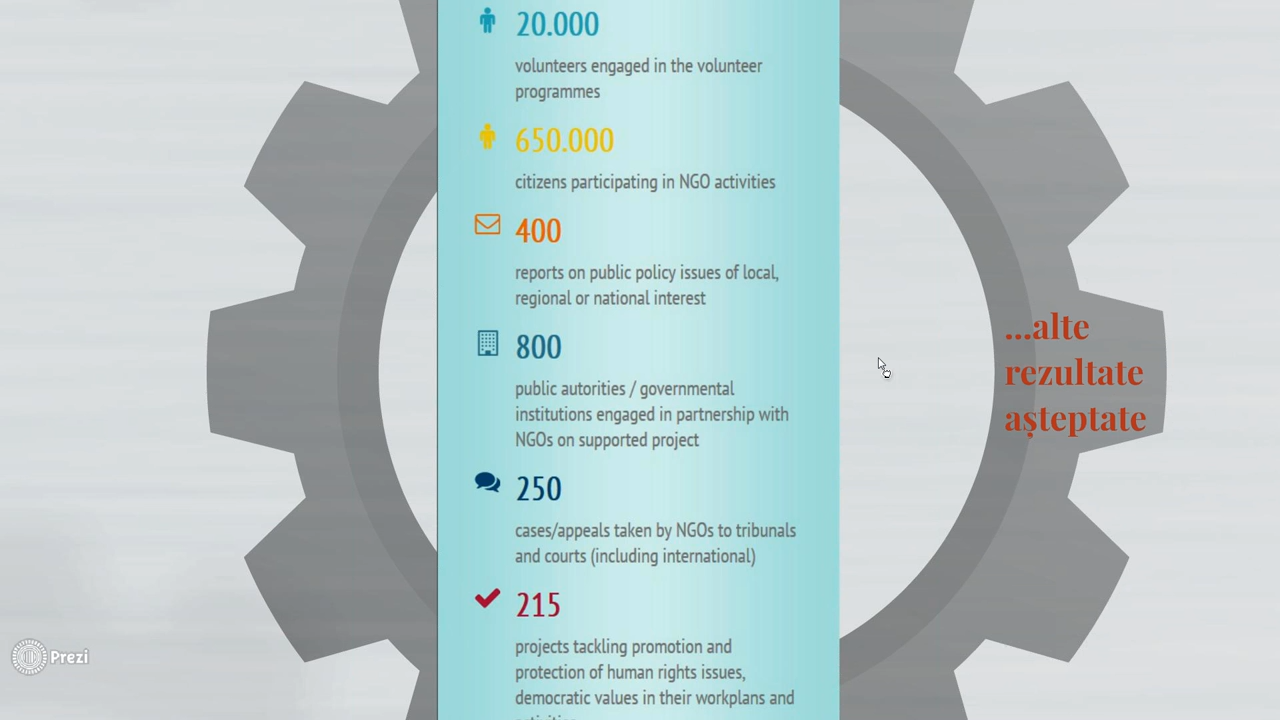 20.000
volunteers engaged in the volunteer
programmes
650.000
citizens participating in NGO activities
400
reports on public policy issues of local,
regional or national interest
800
public autorities / governmental
institutions engaged in partnership with
NGOs on supported project
250
cases/appeals taken by NGOs to tribunals
and courts (including international)
215
projects tackling promotion and
protection of human rights issues,
democratic values in their workplans and
...alte
rezultate
așteptate
Prezi